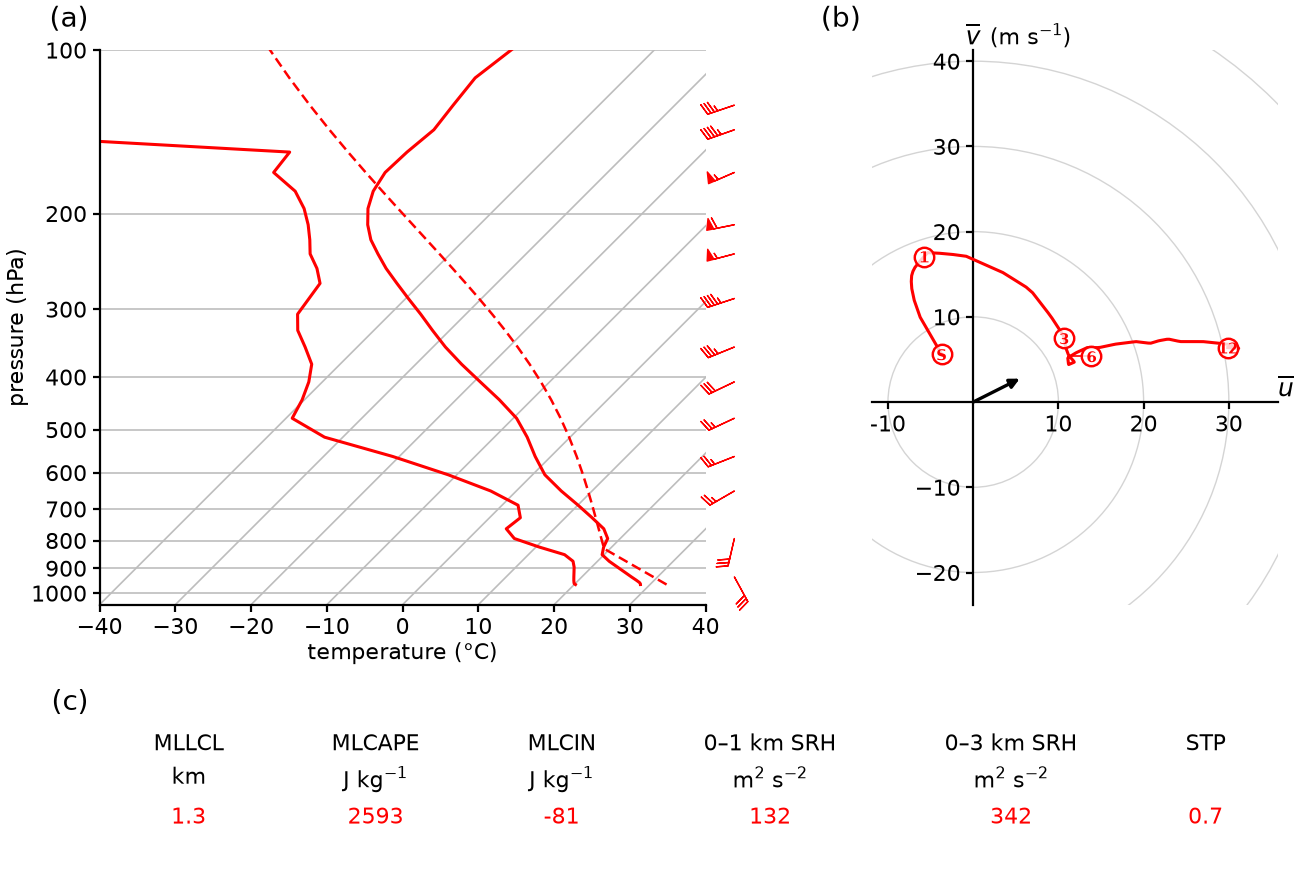 (a)
100
200
300
400
500
600
700
800
900
1000
pressure (hPa)
−40 −30 −20 −10 0 10 20 30 40
temperature (°C)
(b)
v̅ (m s⁻¹)
40
30
20
10
−10
−20
-10 10 20 30
u̅
S
1
3
6
12
(c)
MLLCL MLCAPE MLCIN 0–1 km SRH 0–3 km SRH STP
km J kg⁻¹ J kg⁻¹ m² s⁻² m² s⁻²
1.3 2593 -81 132 342 0.7